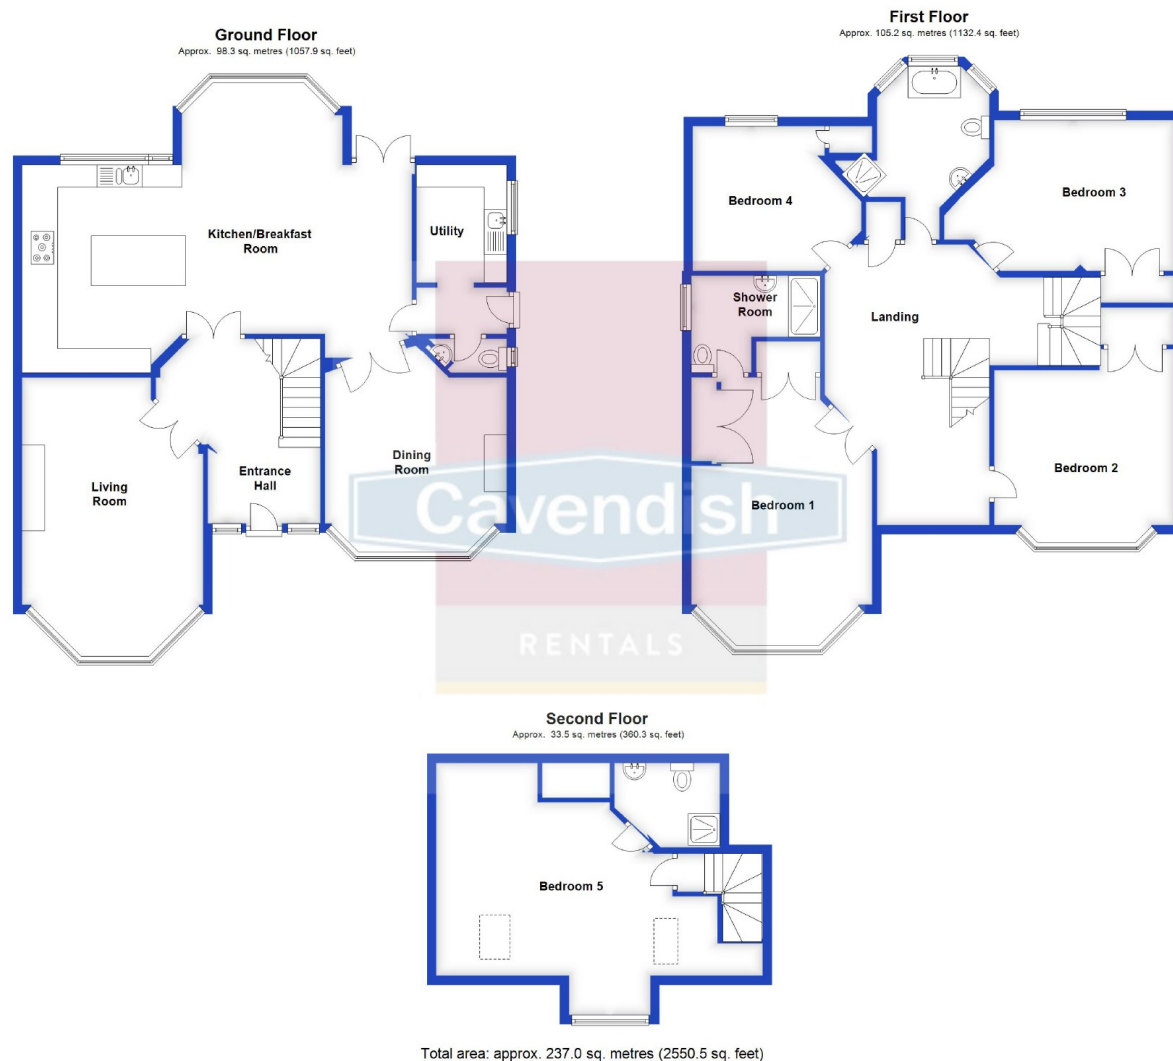 Ground Floor
Approx. 98.3 sq. metres (1057.9 sq. feet)
Kitchen/Breakfast
Room
Utility
Living
Room
Entrance
Hall
Dining
Room
First Floor
Approx. 105.2 sq. metres (1132.4 sq. feet)
Bedroom 4
Bedroom 3
Shower
Room
Landing
Bedroom 1
Bedroom 2
Cavendish
RENTALS
Second Floor
Approx. 33.5 sq. metres (360.3 sq. feet)
Bedroom 5
Total area: approx. 237.0 sq. metres (2550.5 sq. feet)